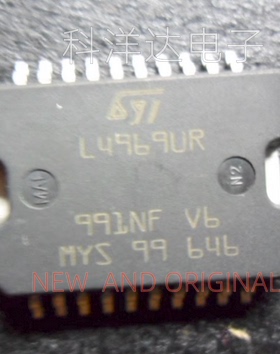 科洋达电子
ST
L4969UR
MAL
N2
991NF V6
MYS 99 646
NEW AND ORIGINAL